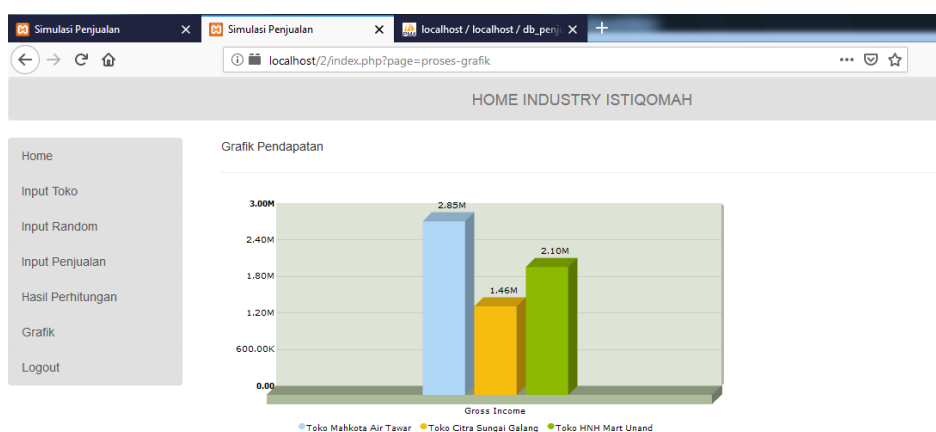 Simulasi Penjualan
Simulasi Penjualan
localhost / localhost / db_penj
localhost/2/index.php?page=proses-grafik
HOME INDUSTRY ISTIQOMAH
Home
Input Toko
Input Random
Input Penjualan
Hasil Perhitungan
Grafik
Logout
Grafik Pendapatan
3.00M
2.40M
1.80M
1.20M
600.00K
0.00
2.85M
1.46M
2.10M
Gross Income
Toko Mahkota Air Tawar Toko Citra Sungai Galang Toko HNH Mart Unand